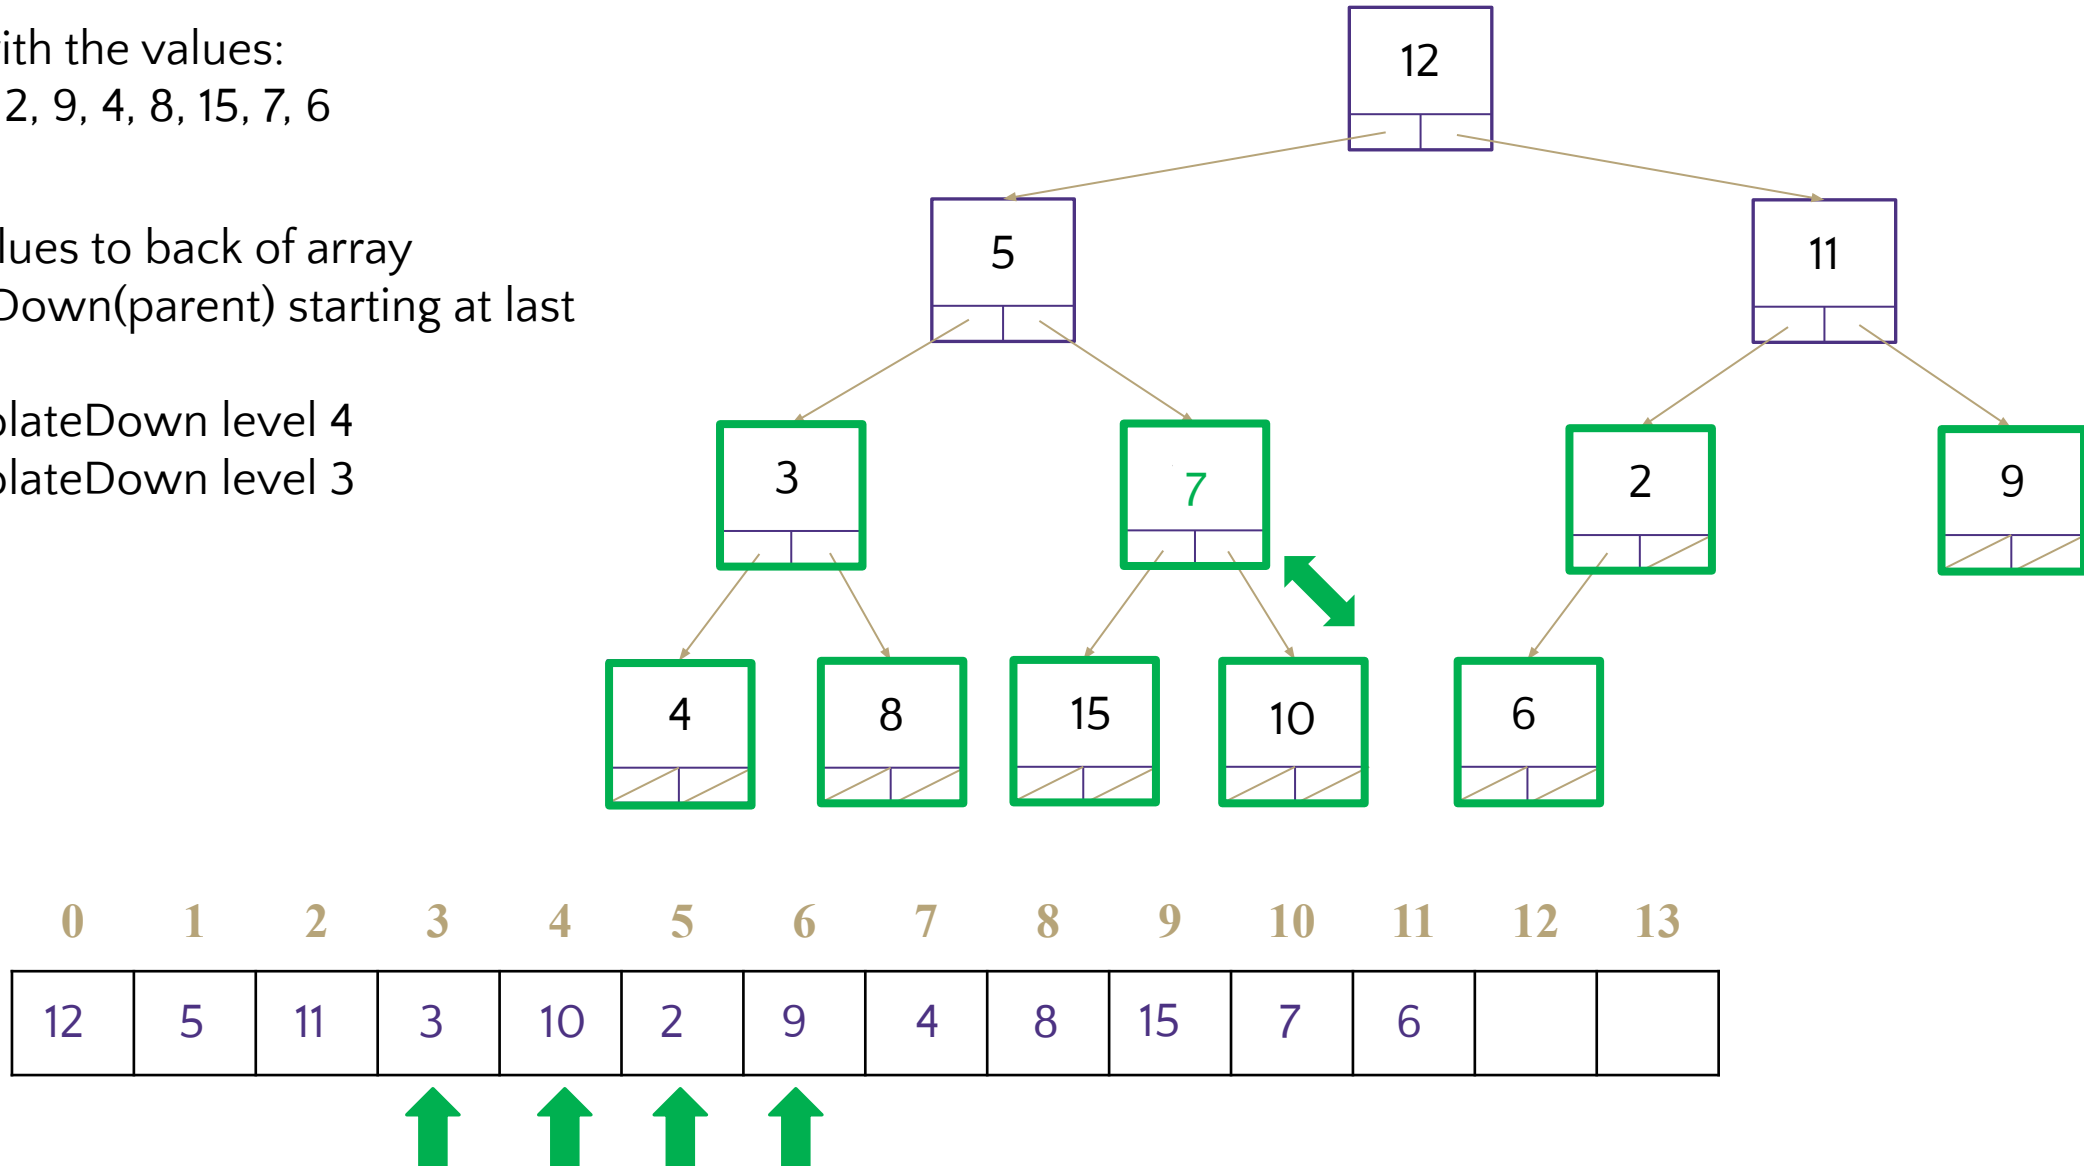 ith the values:
2, 9, 4, 8, 15, 7, 6
lues to back of array
Down(parent) starting at last
olateDown level 4
olateDown level 3
12
5 11
3 7 2 9
4 8 15 10 6
0 1 2 3 4 5 6 7 8 9 10 11 12 13
12 5 11 3 10 2 9 4 8 15 7 6